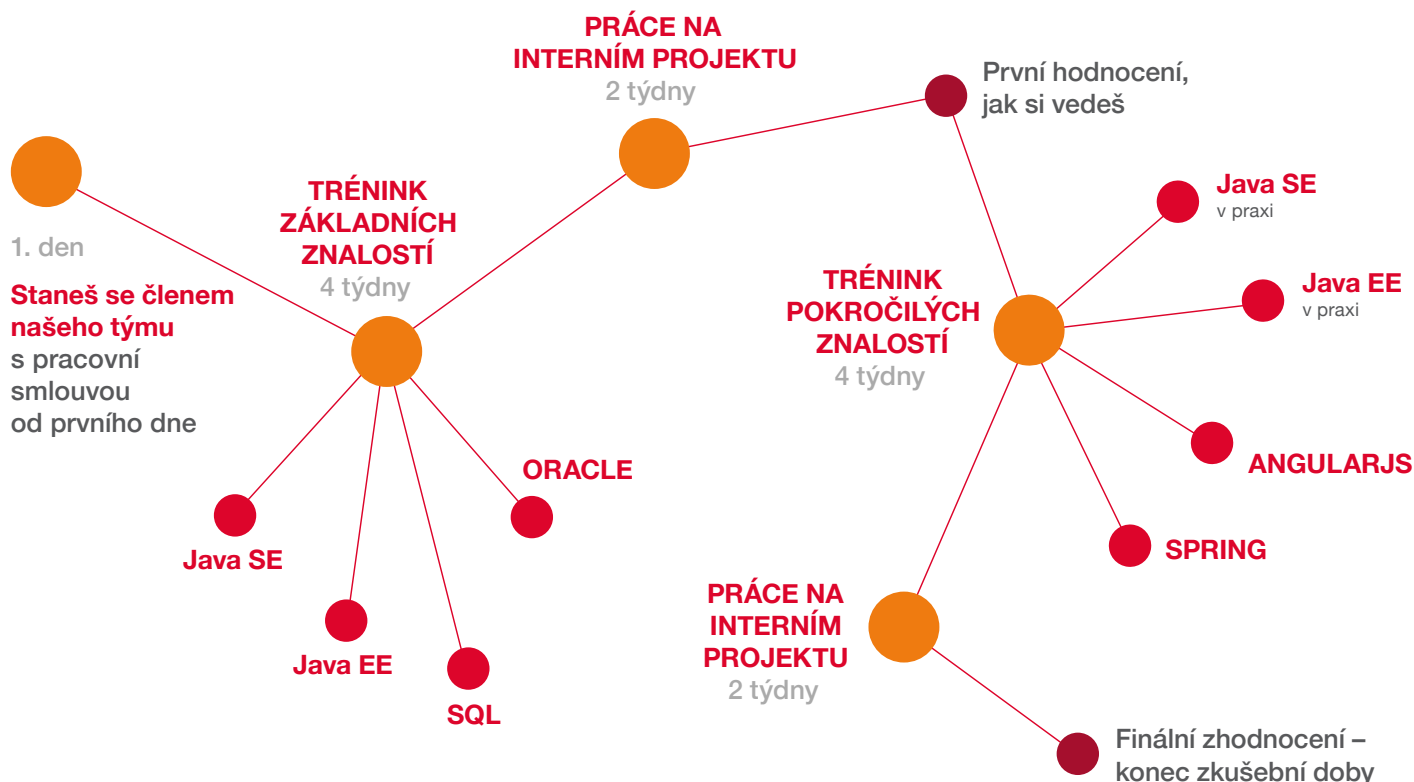 1. den
Staneš se členem
našeho týmu
s pracovní
smlouvou
od prvního dne
TRÉNINK
ZÁKLADNÍCH
ZNALOSTÍ
4 týdny
Java SE
Java EE
SQL
ORACLE
PRÁCE NA
INTERNÍM PROJEKTU
2 týdny
První hodnocení,
jak si vedeš
TRÉNINK
POKROČILÝCH
ZNALOSTÍ
4 týdny
Java SE
v praxi
Java EE
v praxi
ANGULARJS
SPRING
PRÁCE NA
INTERNÍM
PROJEKTU
2 týdny
Finální zhodnocení –
konec zkušební doby